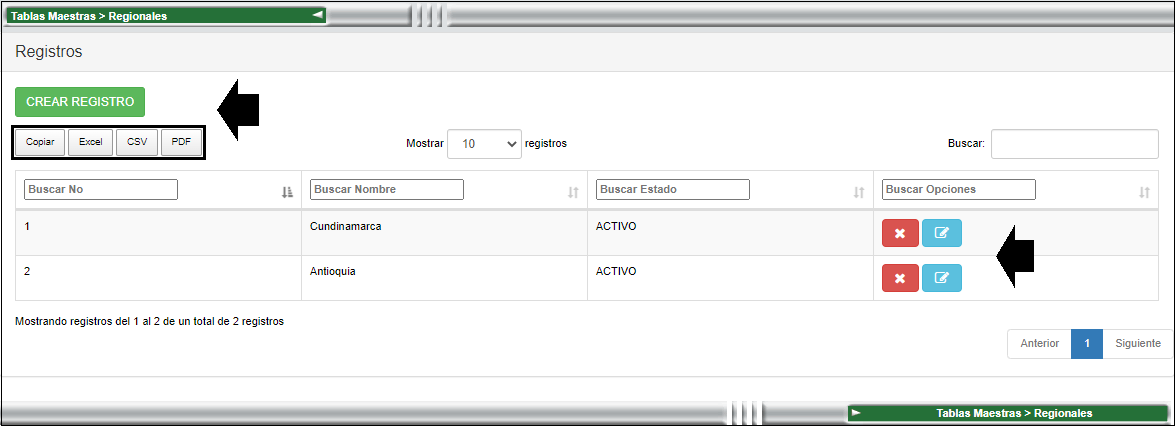 Tablas Maestras > Regionales
Registros
CREAR REGISTRO
Copiar Excel CSV PDF Mostrar 10 registros Buscar:
Buscar No Buscar Nombre Buscar Estado Buscar Opciones
1 Cundinamarca ACTIVO
2 Antioquia ACTIVO
Mostrando registros del 1 al 2 de un total de 2 registros
Anterior 1 Siguiente
Tablas Maestras > Regionales